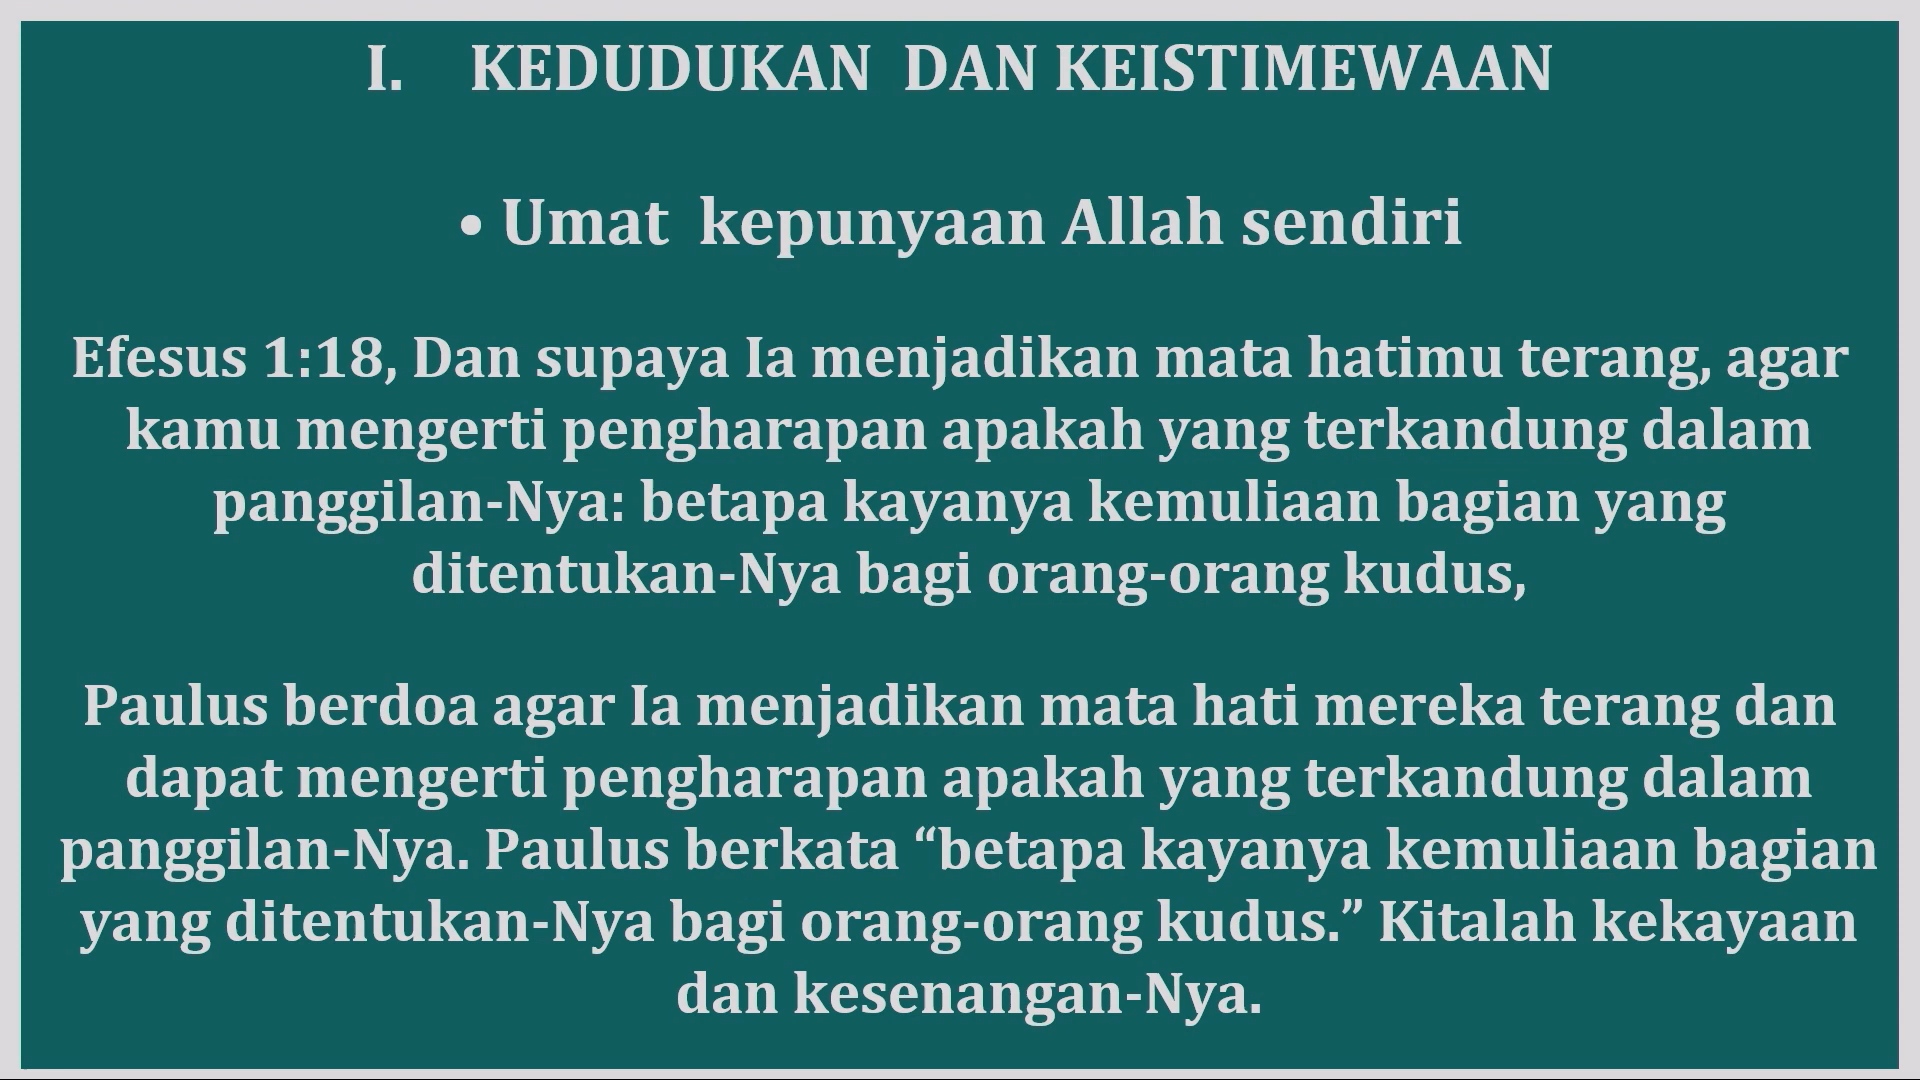 I. KEDUDUKAN DAN KEISTIMEWAAN
• Umat kepunyaan Allah sendiri
Efesus 1:18, Dan supaya Ia menjadikan mata hatimu terang, agar
kamu mengerti pengharapan apakah yang terkandung dalam
panggilan-Nya: betapa kayanya kemuliaan bagian yang
ditentukan-Nya bagi orang-orang kudus,
Paulus berdoa agar Ia menjadikan mata hati mereka terang dan
dapat mengerti pengharapan apakah yang terkandung dalam
panggilan-Nya. Paulus berkata “betapa kayanya kemuliaan bagian
yang ditentukan-Nya bagi orang-orang kudus.” Kitalah kekayaan
dan kesenangan-Nya.